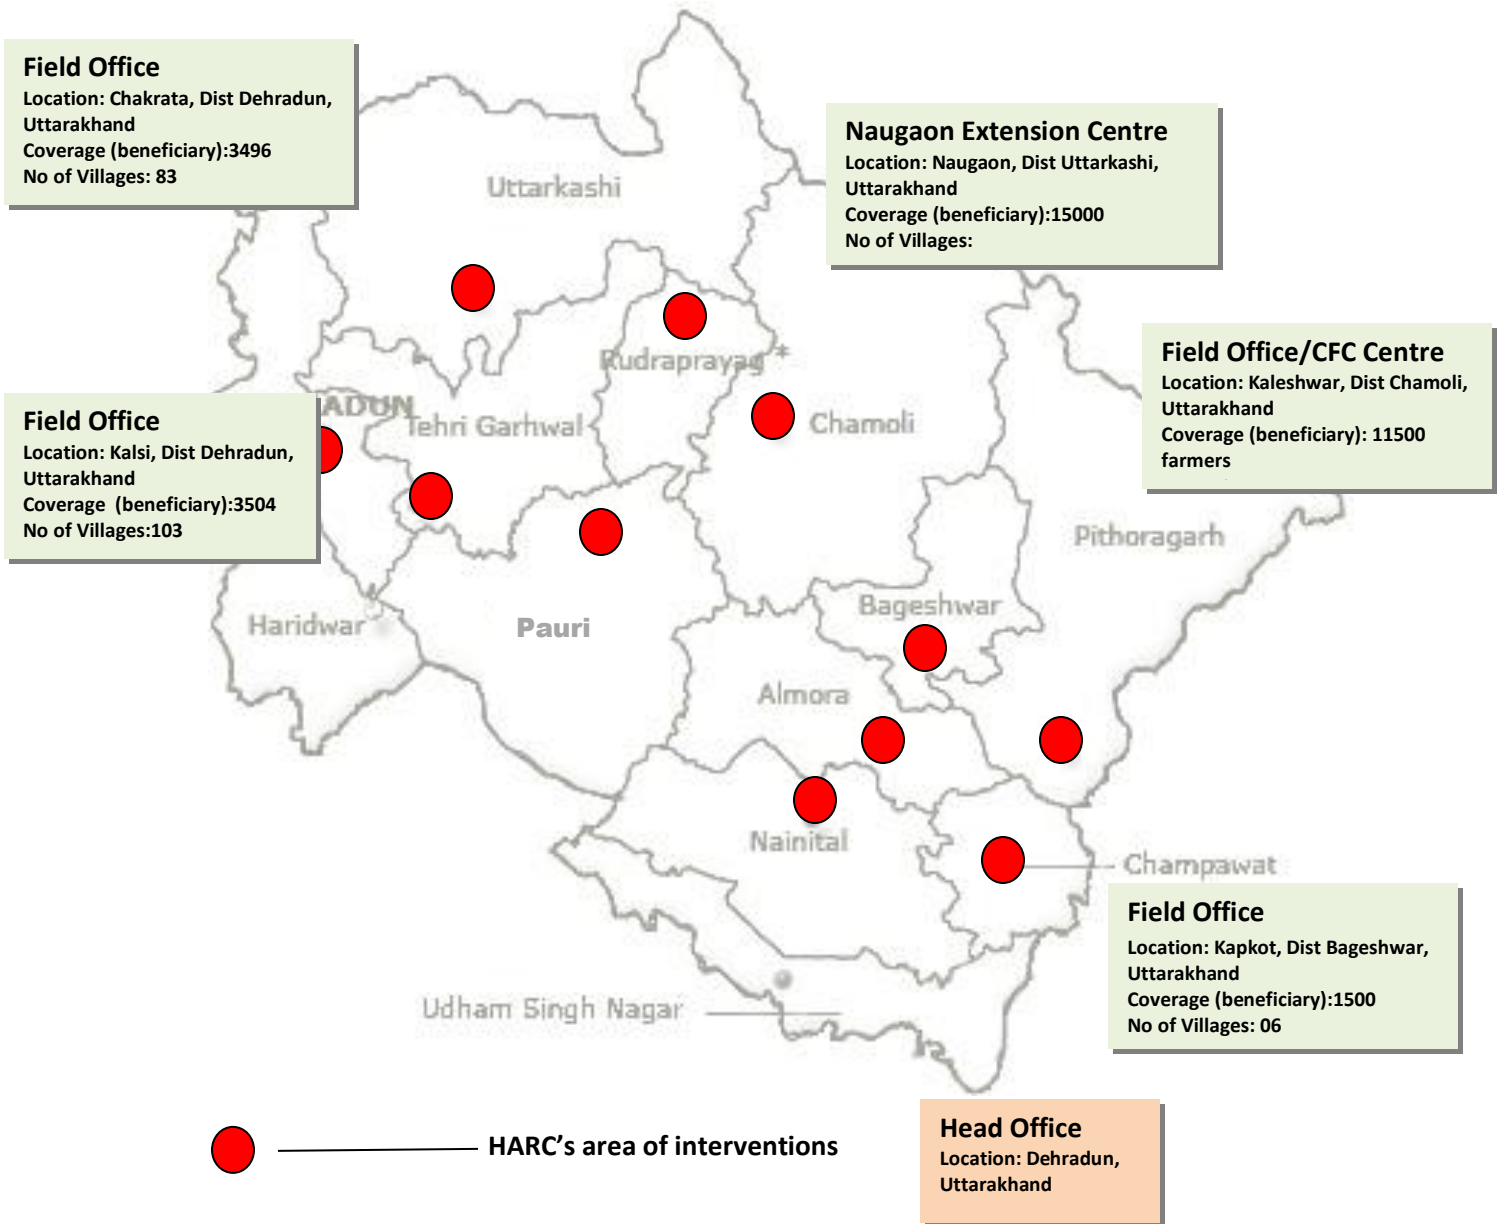 Field Office
Location: Chakrata, Dist Dehradun,
Uttarakhand
Coverage (beneficiary):3496
No of Villages: 83
Naugaon Extension Centre
Location: Naugaon, Dist Uttarkashi,
Uttarakhand
Coverage (beneficiary):15000
No of Villages:
Uttarkashi
Field Office/CFC Centre
Location: Kaleshwar, Dist Chamoli,
Uttarakhand
Coverage (beneficiary): 11500
farmers
Rudraprayag *
Field Office
Location: Kalsi, Dist Dehradun,
Uttarakhand
Coverage  (beneficiary):3504
No of Villages:103
ADUN
Tehri Garhwal
Chamoli
Pithoragarh
Haridwar
Pauri
Bageshwar
Almora
Nainital
Champawat
Field Office
Location: Kapkot, Dist Bageshwar,
Uttarakhand
Coverage (beneficiary):1500
No of Villages: 06
Udham Singh Nagar
HARC’s area of interventions
Head Office
Location: Dehradun,
Uttarakhand